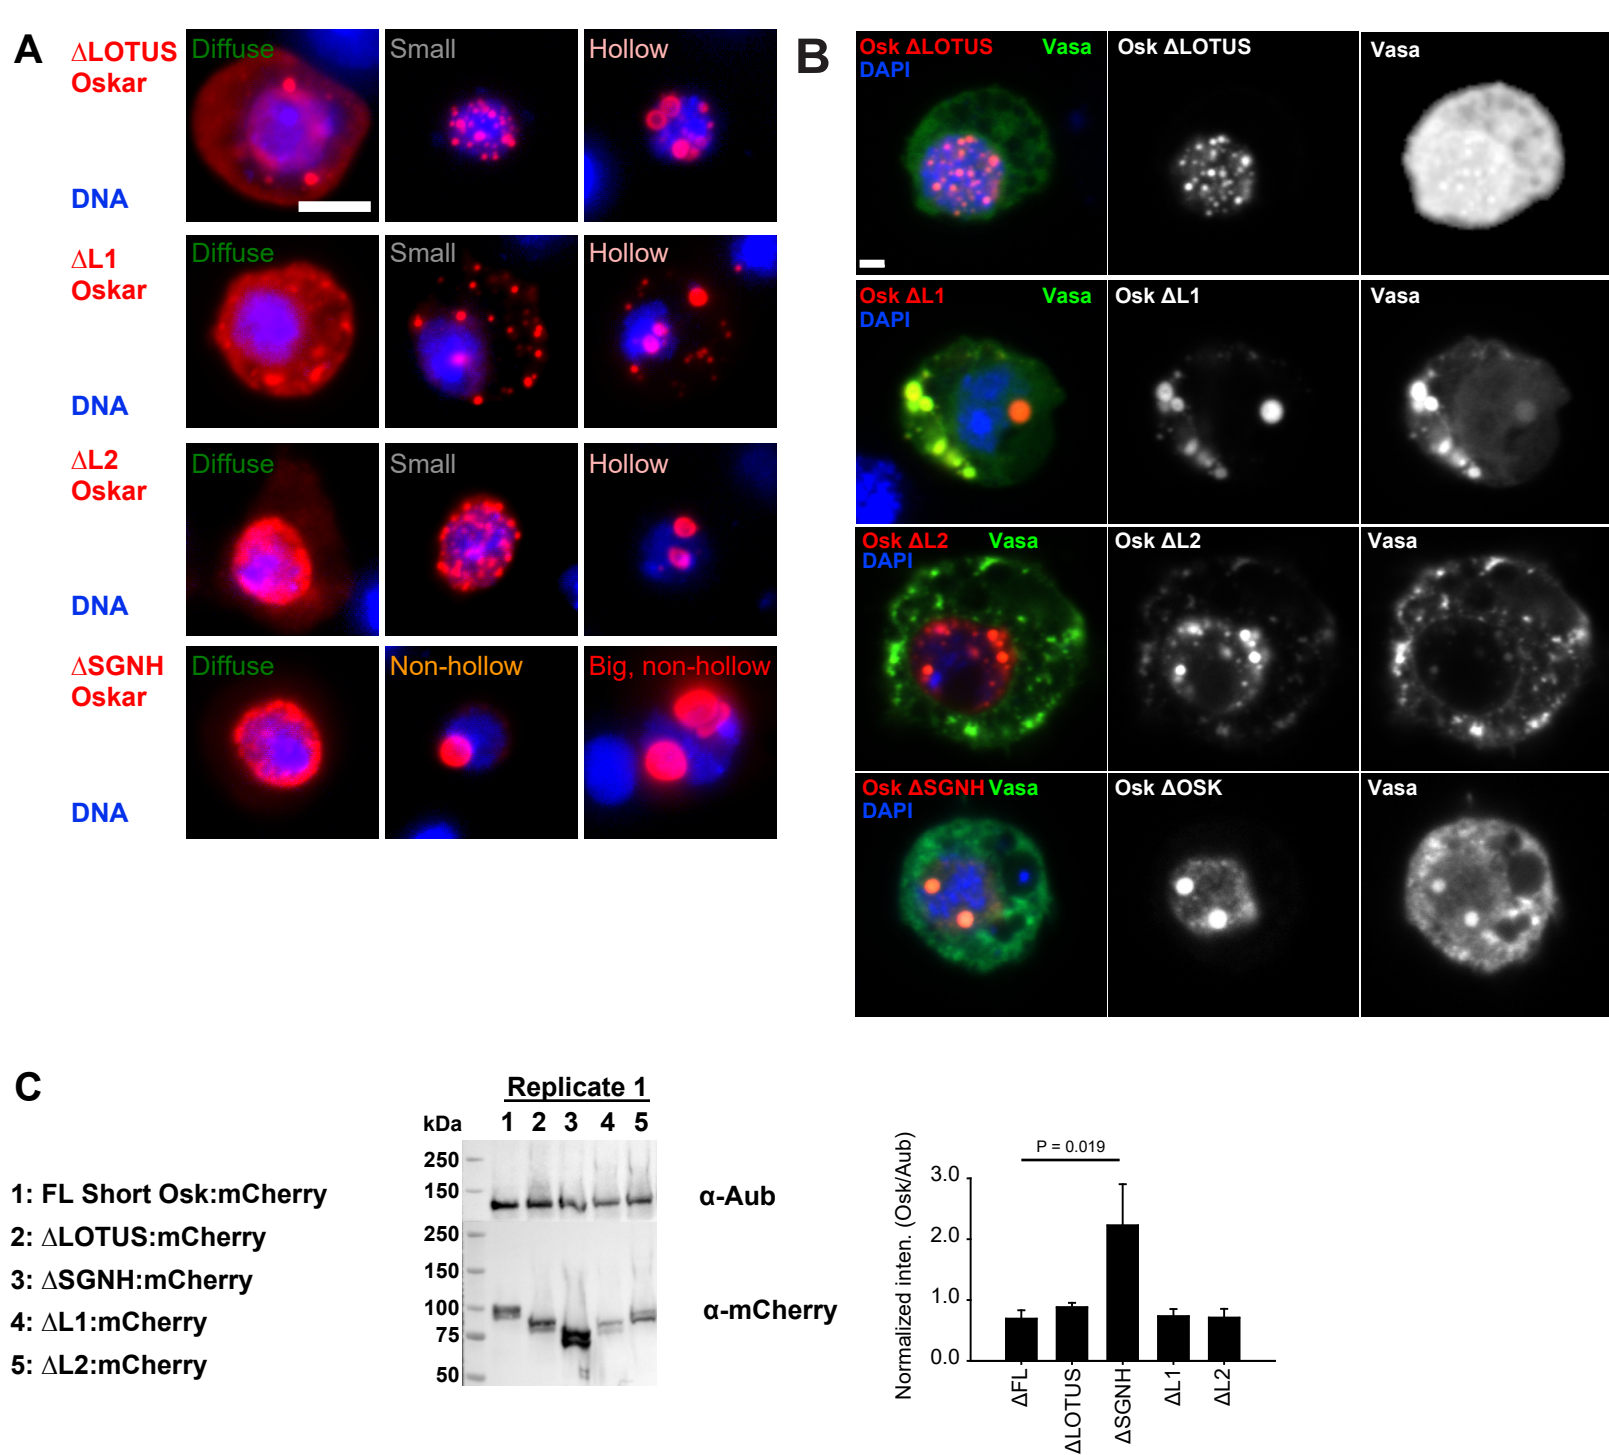 A
ΔLOTUS
Oskar
DNA
Diffuse
Small
Hollow
ΔL1
Oskar
DNA
Diffuse
Small
Hollow
ΔL2
Oskar
DNA
Diffuse
Small
Hollow
ΔSGNH
Oskar
DNA
Diffuse
Non-hollow
Big, non-hollow
B
Osk ΔLOTUS Vasa
DAPI
Osk ΔLOTUS
Vasa
Osk ΔL1 Vasa
DAPI
Osk ΔL1
Vasa
Osk ΔL2 Vasa
DAPI
Osk ΔL2
Vasa
Osk ΔSGNH Vasa
DAPI
Osk ΔOSK
Vasa
C
1: FL Short Osk:mCherry
2: ΔLOTUS:mCherry
3: ΔSGNH:mCherry
4: ΔL1:mCherry
5: ΔL2:mCherry
Replicate 1
kDa 1 2 3 4 5
250
150
250
150
100
75
50
α-Aub
α-mCherry
Normalized inten. (Osk/Aub)
P = 0.019
3.0
2.0
1.0
0.0
ΔFL
ΔLOTUS
ΔSGNH
ΔL1
ΔL2